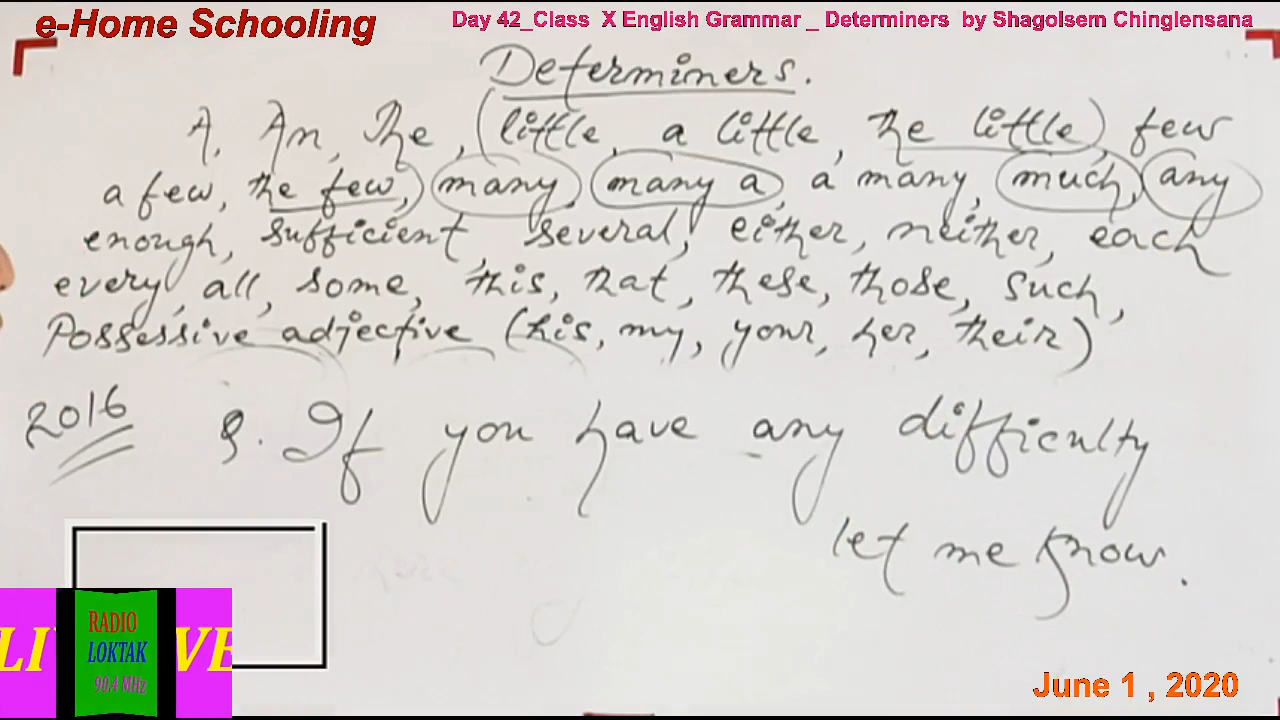 e-Home Schooling
Day 42_Class X English Grammar _ Determiners by Shagolsem Chinglensana
Determiners.
A, An, The, (little, a little, the little) few
a few, the few,) many, many a, a many, much, any
enough, sufficient, several, either, neither, each
every, all, some, this, that, these, those, such,
Possessive adjective (his, my, your, her, their)
2016 Q. If you have any difficulty
let me know.
LI VE
RADIO
LOKTAK
90.4 MHz
June 1 , 2020